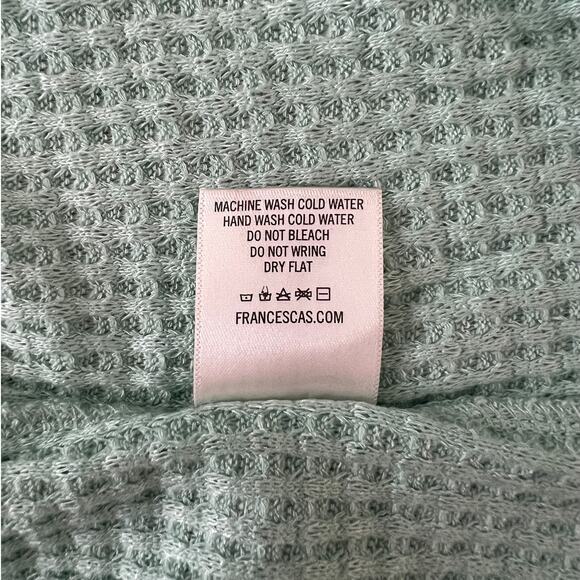 MACHINE WASH COLD WATER
HAND WASH COLD WATER
DO NOT BLEACH
DO NOT WRING
DRY FLAT
FRANCESCAS.COM